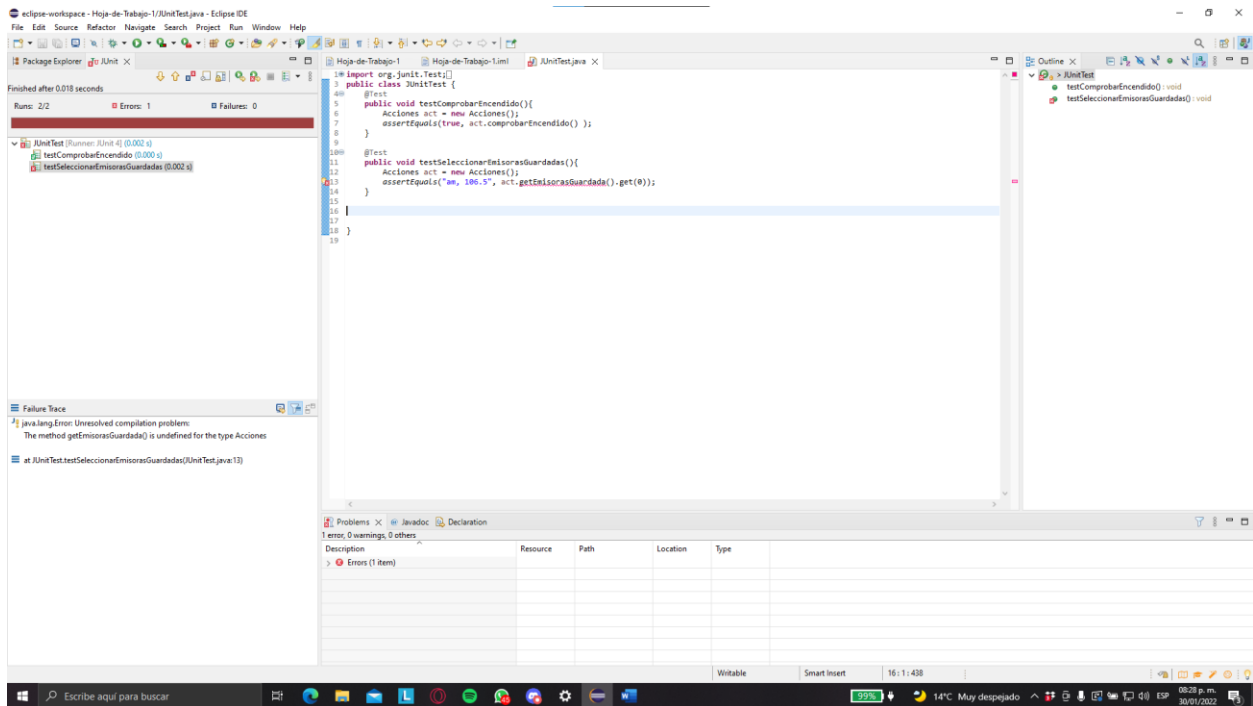 eclipse-workspace - Hoja-de-Trabajo-1/JUnitTest.java - Eclipse IDE
File Edit Source Refactor Navigate Search Project Run Window Help
Package Explorer JUnit
Finished after 0.018 seconds
Runs: 2/2 Errors: 1 Failures: 0
JUnitTest [Runner: JUnit 4] (0.002 s)
testComprobarEncendido (0.000 s)
testSeleccionarEmisorasGuardadas (0.002 s)
Failure Trace
java.lang.Error: Unresolved compilation problem:
The method getEmisorasGuardada() is undefined for the type Acciones
at JUnitTest.testSeleccionarEmisorasGuardadas(JUnitTest.java:13)
Hoja-de-Trabajo-1 Hoja-de-Trabajo-1.iml JUnitTest.java
1 import org.junit.Test;
3 public class JUnitTest {
4 @Test
5 public void testComprobarEncendido(){
6 Acciones act = new Acciones();
7 assertEquals(true, act.comprobarEncendido() );
8 }
9
10 @Test
11 public void testSeleccionarEmisorasGuardadas(){
12 Acciones act = new Acciones();
13 assertEquals("am, 106.5", act.getEmisorasGuardada().get(0));
14 }
15
16
17
18 }
19
Outline
JUnitTest
testComprobarEncendido() : void
testSeleccionarEmisorasGuardadas() : void
Problems Javadoc Declaration
1 error, 0 warnings, 0 others
Description Resource Path Location Type
Errors (1 item)
Writable Smart Insert 16 : 1 : 438
Escribe aquí para buscar
99% 14°C Muy despejado ESP 08:28 p. m.
30/01/2022